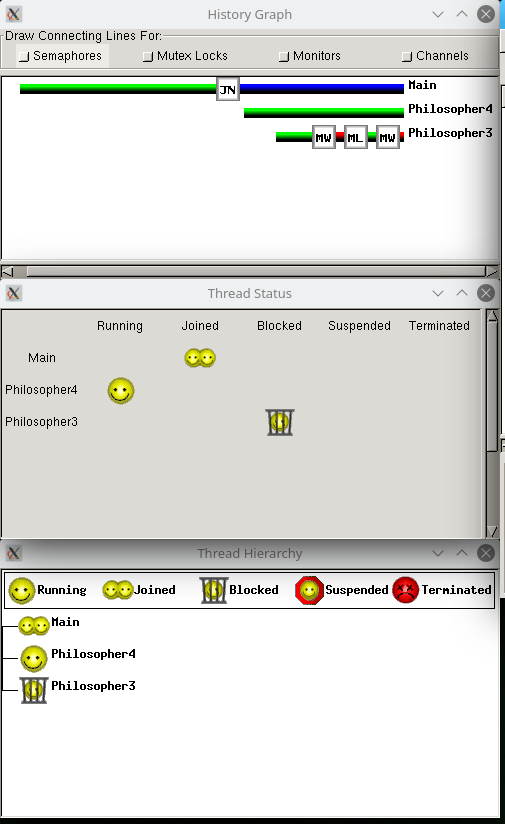 History Graph
Draw Connecting Lines For:
Semaphores Mutex Locks Monitors Channels
JN Main
Philosopher4
MW ML MW Philosopher3
Thread Status
Running Joined Blocked Suspended Terminated
Main
Philosopher4
Philosopher3
Thread Hierarchy
Running Joined Blocked Suspended Terminated
Main
Philosopher4
Philosopher3